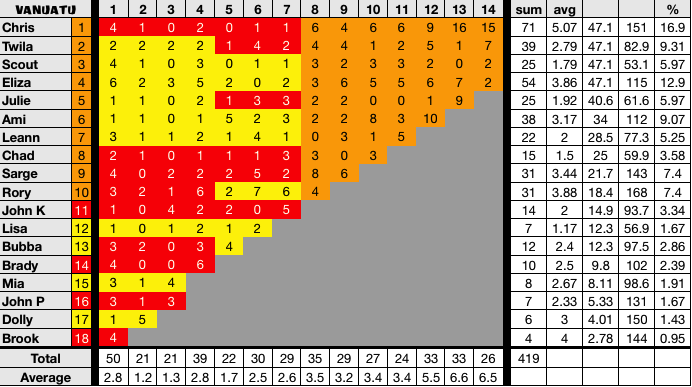 VANUATU 1 2 3 4 5 6 7 8 9 10 11 12 13 14 sum avg %
Chris 1 4 1 0 2 0 1 1 6 4 6 6 9 16 15 71 5.07 47.1 151 16.9
Twila 2 2 2 2 2 1 4 2 4 4 1 2 5 1 7 39 2.79 47.1 82.9 9.31
Scout 3 4 1 0 3 0 1 1 3 2 3 3 2 0 2 25 1.79 47.1 53.1 5.97
Eliza 4 6 2 3 5 2 0 2 3 6 5 5 6 7 2 54 3.86 47.1 115 12.9
Julie 5 1 1 0 2 1 3 3 2 2 0 0 1 9 25 1.92 40.6 61.6 5.97
Ami 6 1 1 0 1 5 2 3 2 2 8 3 10 38 3.17 34 112 9.07
Leann 7 3 1 1 2 1 4 1 0 3 1 5 22 2 28.5 77.3 5.25
Chad 8 2 1 0 1 1 1 3 3 0 3 15 1.5 25 59.9 3.58
Sarge 9 4 0 2 2 2 5 2 8 6 31 3.44 21.7 143 7.4
Rory 10 3 2 1 6 2 7 6 4 31 3.88 18.4 168 7.4
John K 11 1 0 4 2 2 0 5 14 2 14.9 93.7 3.34
Lisa 12 1 0 1 2 1 2 7 1.17 12.3 56.9 1.67
Bubba 13 3 2 0 3 4 12 2.4 12.3 97.5 2.86
Brady 14 4 0 0 6 10 2.5 9.8 102 2.39
Mia 15 3 1 4 8 2.67 8.11 98.6 1.91
John P 16 3 1 3 7 2.33 5.33 131 1.67
Dolly 17 1 5 6 3 4.01 150 1.43
Brook 18 4 4 4 2.78 144 0.95
Total 50 21 21 39 22 30 29 35 29 27 24 33 33 26 419
Average 2.8 1.2 1.3 2.8 1.7 2.5 2.6 3.5 3.2 3.4 3.4 5.5 6.6 6.5